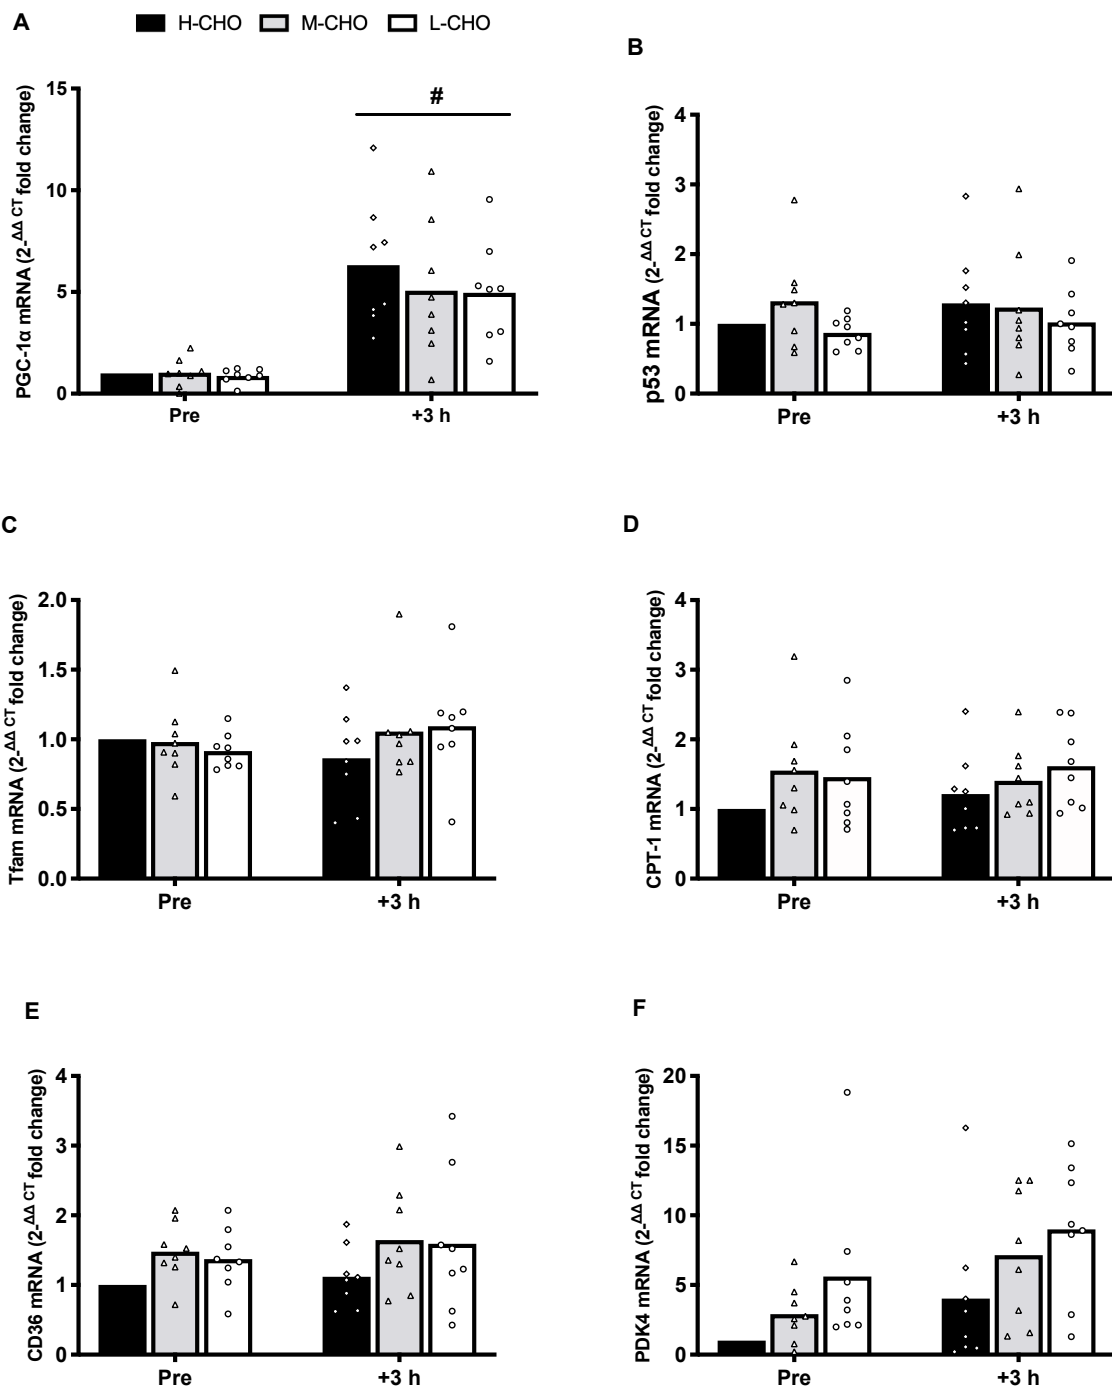 A
H-CHO M-CHO L-CHO
PGC-1α mRNA (2-ΔΔ CT fold change)
15
10
5
0
#
Pre +3 h
B
p53 mRNA (2-ΔΔ CT fold change)
4
3
2
1
0
Pre +3 h
C
Tfam mRNA (2-ΔΔ CT fold change)
2.0
1.5
1.0
0.5
0.0
Pre +3 h
D
CPT-1 mRNA (2-ΔΔ CT fold change)
4
3
2
1
0
Pre +3 h
E
CD36 mRNA (2-ΔΔ CT fold change)
4
3
2
1
0
Pre +3 h
F
PDK4 mRNA (2-ΔΔ CT fold change)
20
15
10
5
0
Pre +3 h